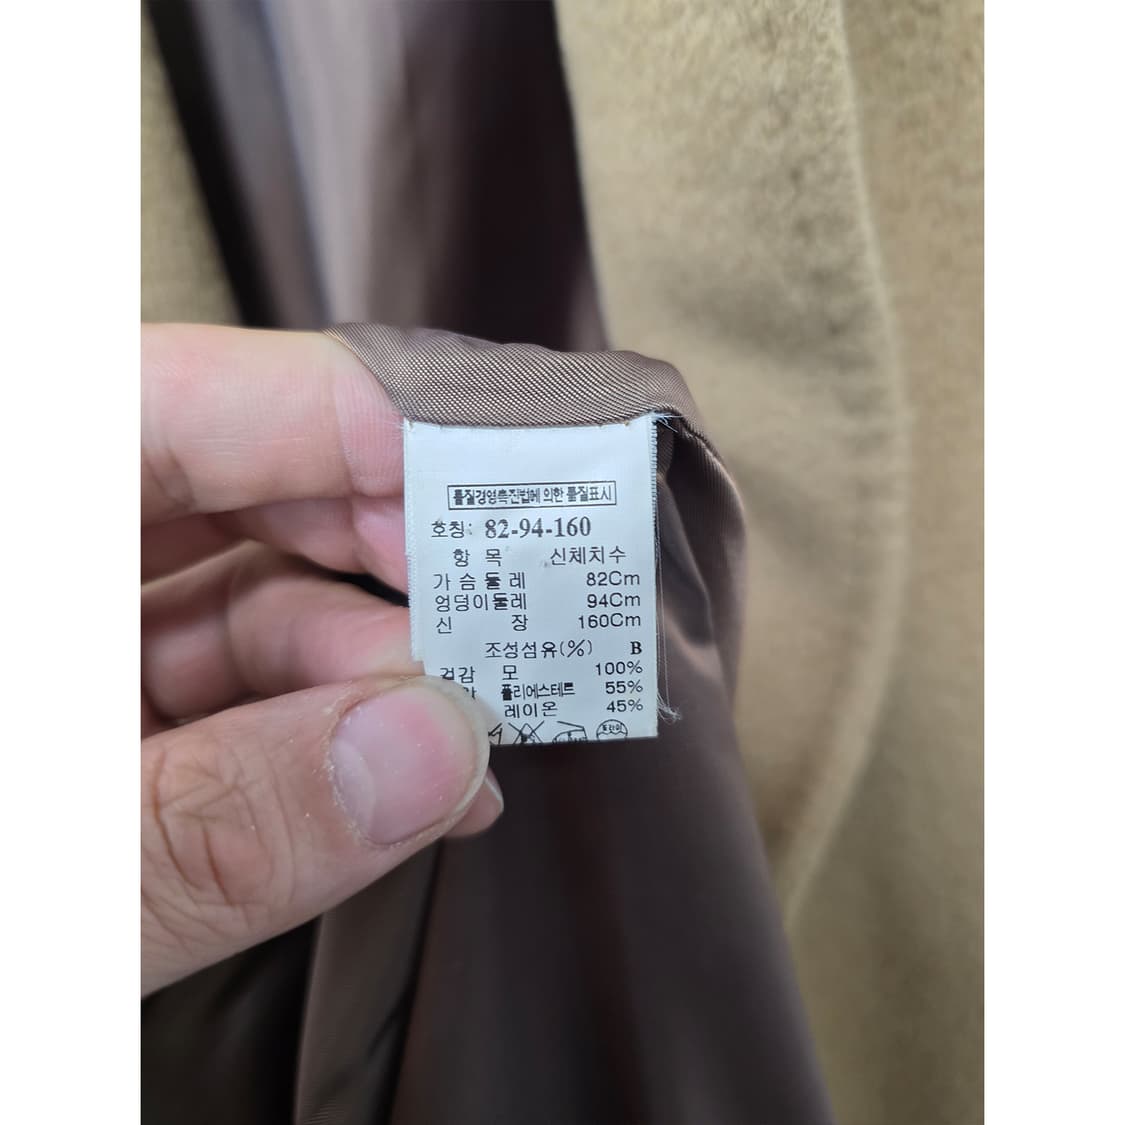 품질경영촉진법에 의한 품질표시
호칭: 82-94-160
항 목 신체치수
가 슴 둘 레 82Cm
엉덩이둘레 94Cm
신 장 160Cm
조성섬유(%) B
겉감 모 100%
폴리에스테르 55%
레이온 45%
드라이